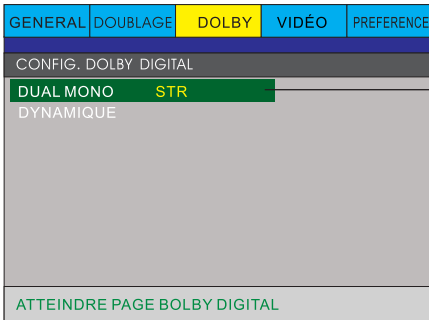 GENERAL DOUBLAGE DOLBY VIDÉO PREFERENCE
CONFIG. DOLBY DIGITAL
DUAL MONO STR
DYNAMIQUE
ATTEINDRE PAGE BOLBY DIGITAL